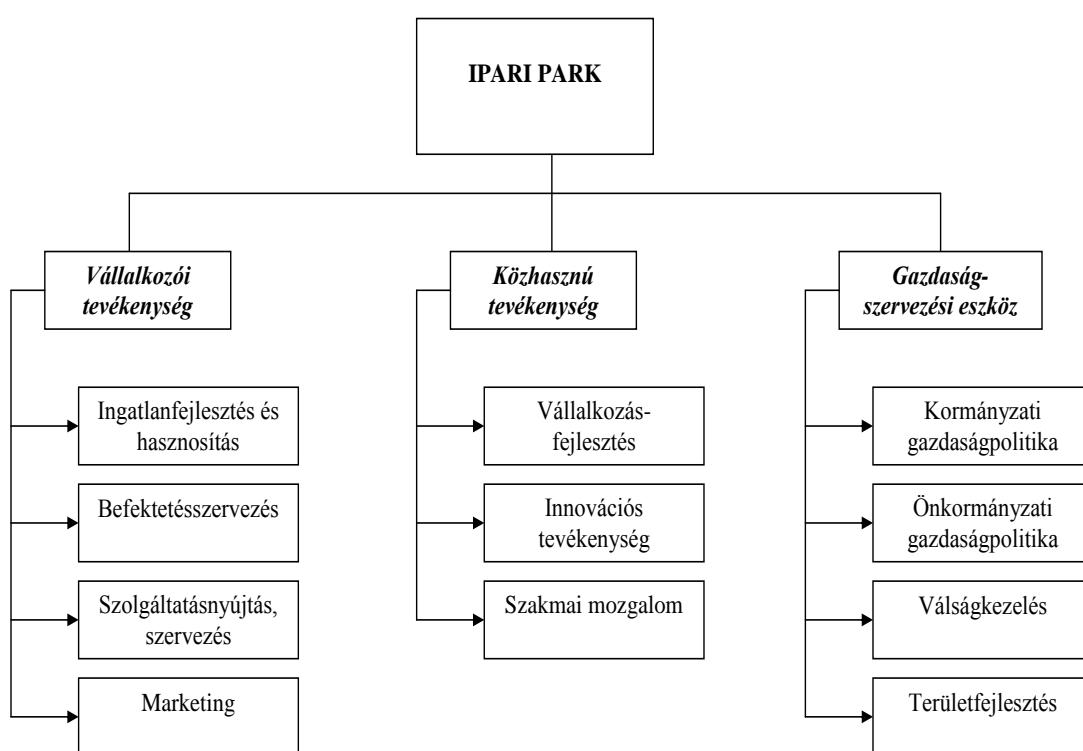 IPARI PARK
Vállalkozói
tevékenység
Ingatlanfejlesztés és
hasznosítás
Befektetésszervezés
Szolgáltatásnyújtás,
szervezés
Marketing
Közhasznú
tevékenység
Vállalkozás-
fejlesztés
Innovációs
tevékenység
Szakmai mozgalom
Gazdaság-
szervezési eszköz
Kormányzati
gazdaságpolitika
Önkormányzati
gazdaságpolitika
Válságkezelés
Területfejlesztés